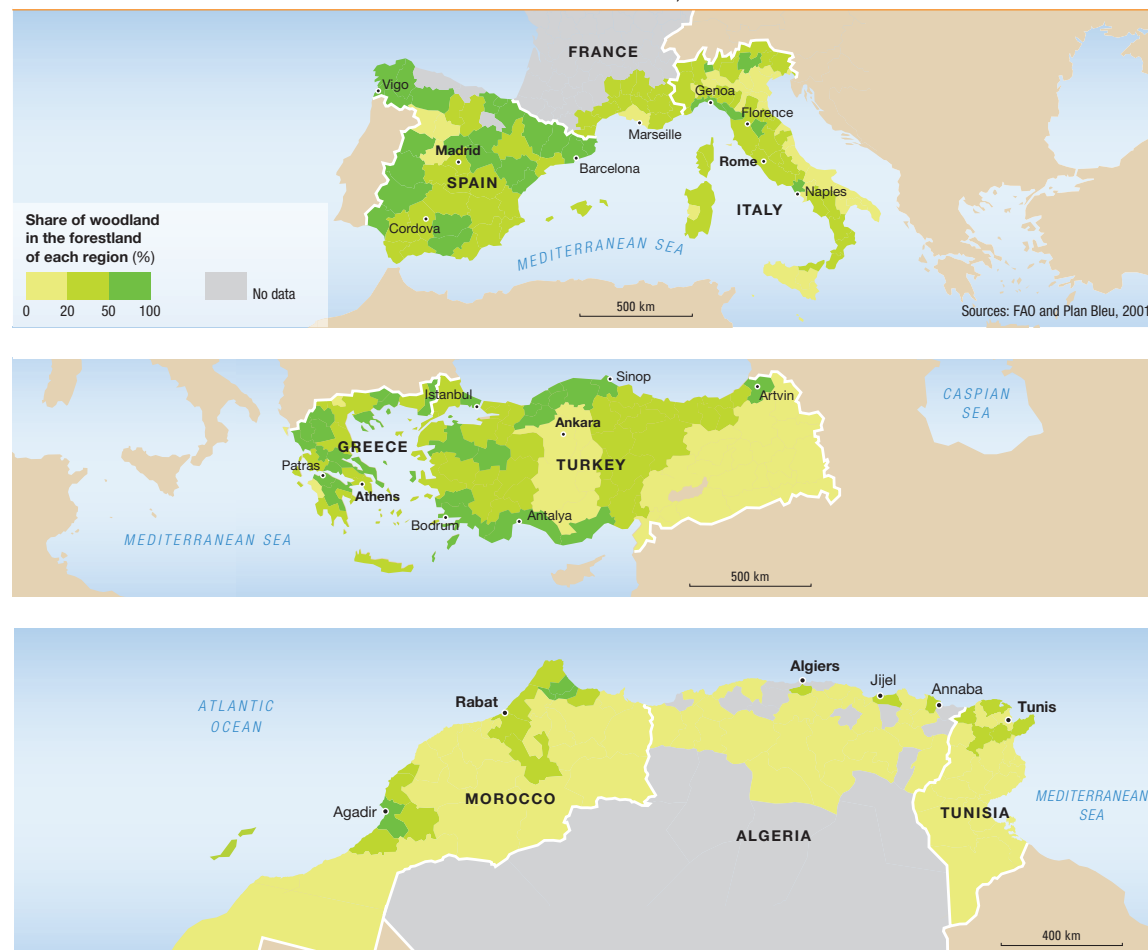 FRANCE
Vigo
Genoa
Florence
Marseille
Madrid
Barcelona
Rome
SPAIN
Naples
ITALY
Cordova
MEDITERRANEAN SEA
Share of woodland
in the forestland
of each region (%)
0 20 50 100
No data
500 km
Sources: FAO and Plan Bleu, 2001
Sinop
Istanbul
Artvin
CASPIAN
SEA
Ankara
GREECE
TURKEY
Patras
Athens
Bodrum
Antalya
MEDITERRANEAN SEA
500 km
Algiers
Jijel
Annaba
Rabat
Tunis
ATLANTIC
OCEAN
MOROCCO
Agadir
MEDITERRANEAN
SEA
TUNISIA
ALGERIA
400 km